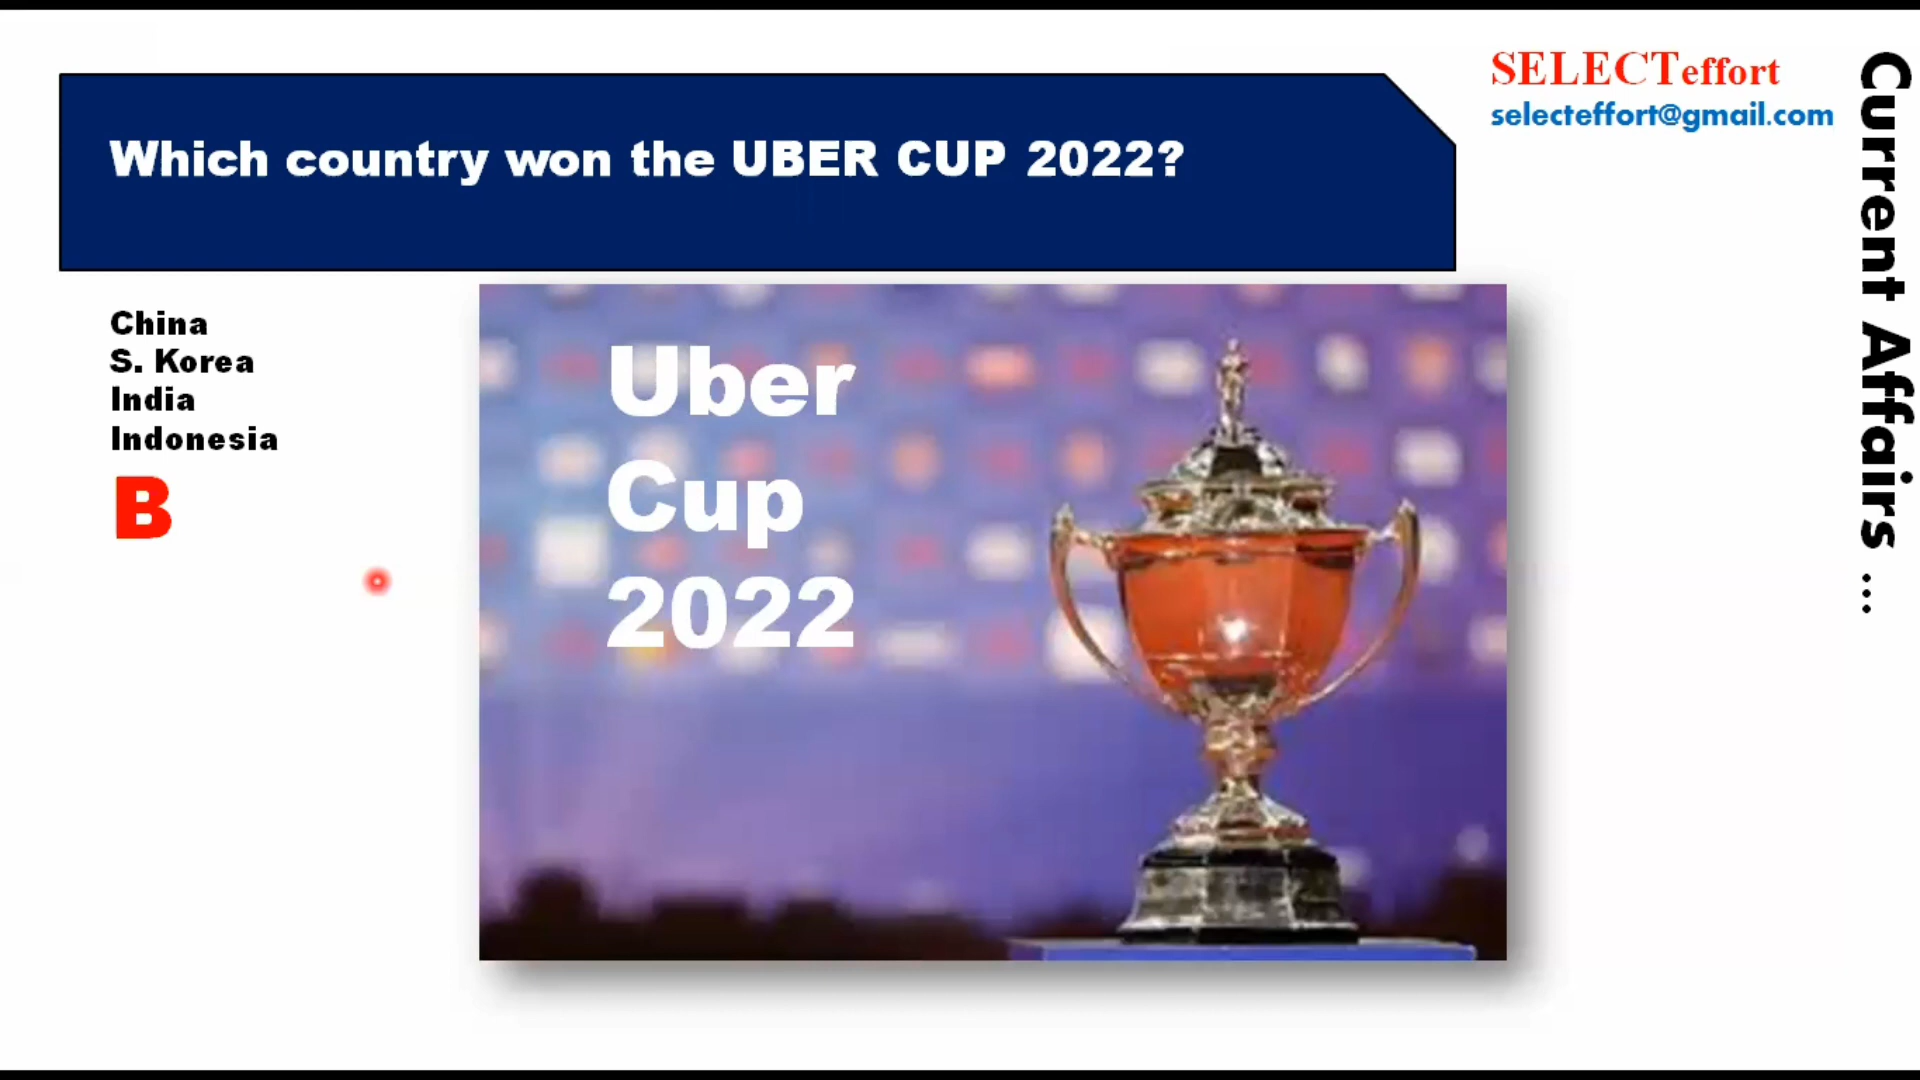 SELECTeffort
selecteffort@gmail.com
Which country won the UBER CUP 2022?
China
S. Korea
India
Indonesia
B
Uber
Cup
2022
Current Affairs ...